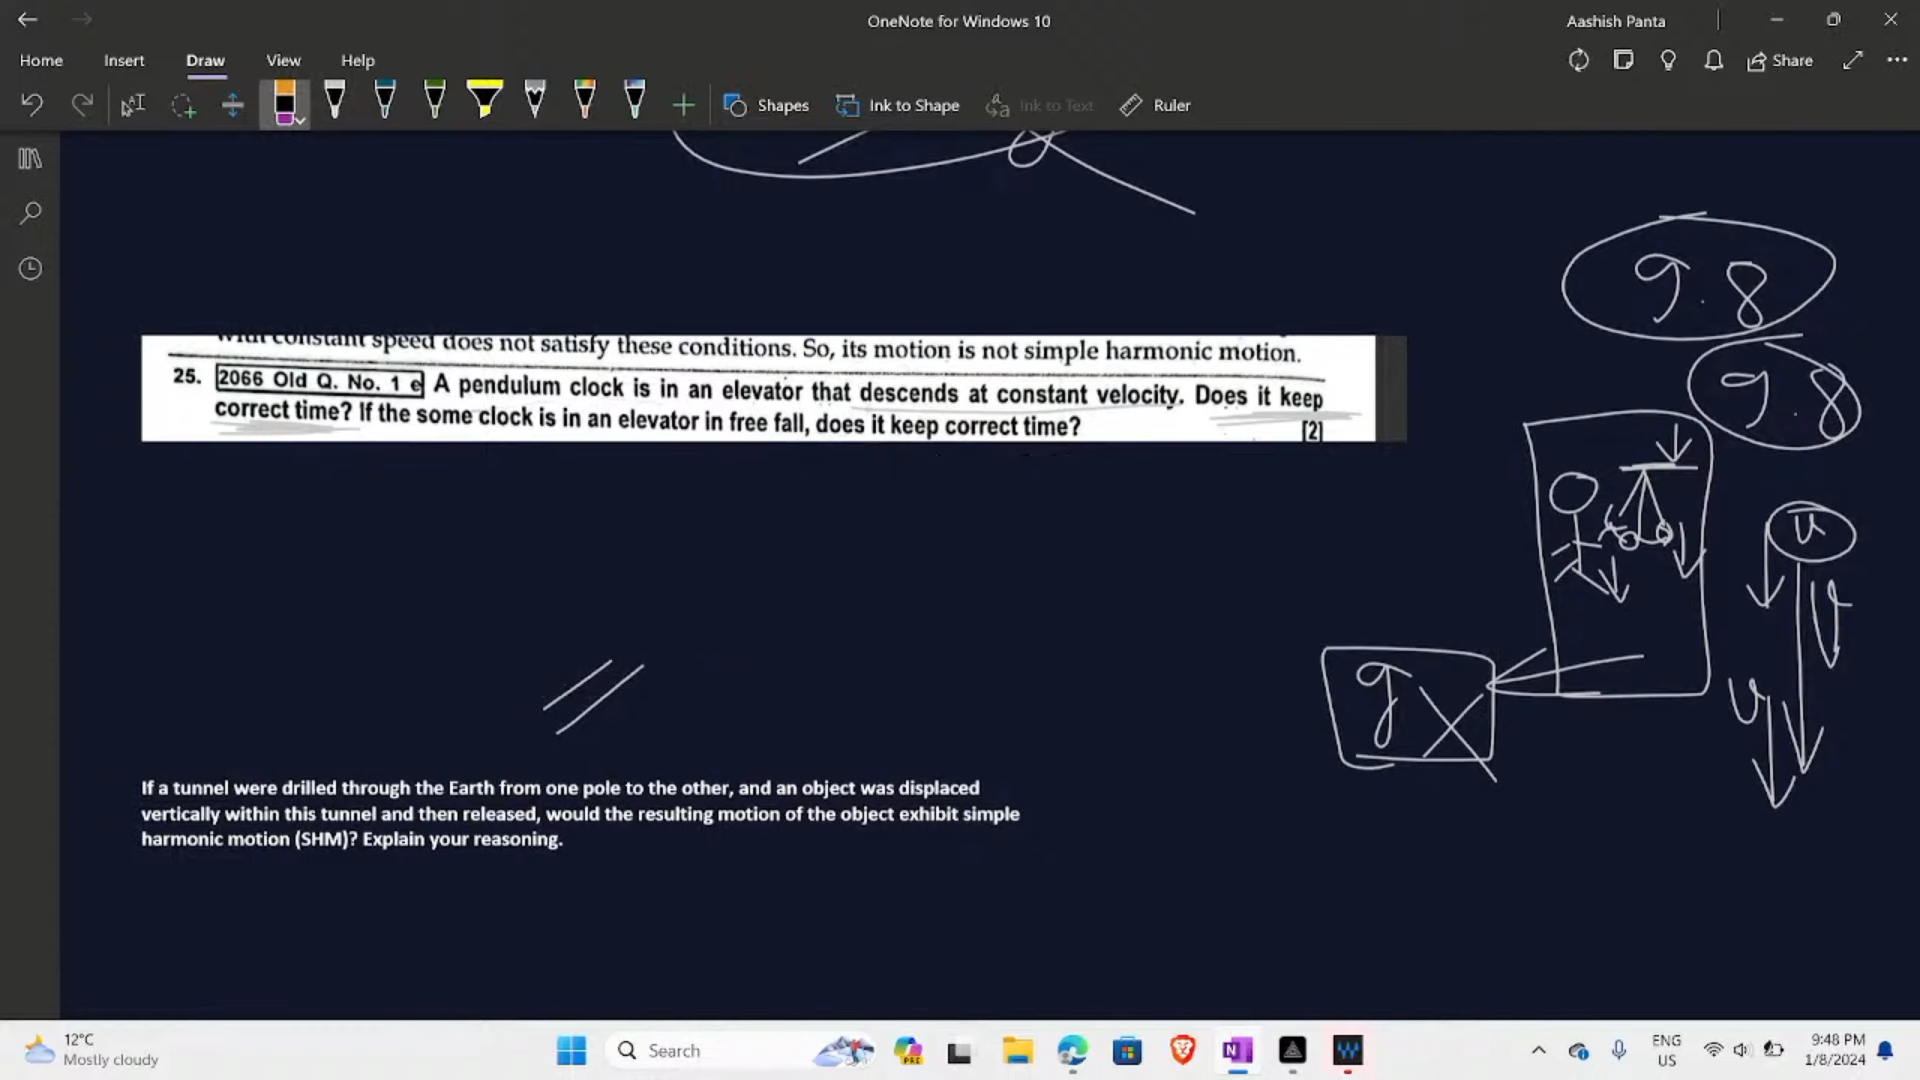 OneNote for Windows 10
Aashish Panta
Home
Insert
Draw
View
Help
Share
Shapes
Ink to Shape
Ink to Text
Ruler
9.8
with constant speed does not satisfy these conditions. So, its motion is not simple harmonic motion.
25. 2066 Old Q. No. 1 e A pendulum clock is in an elevator that descends at constant velocity. Does it keep
correct time? If the some clock is in an elevator in free fall, does it keep correct time?
[2]
9.8
u
v
g
v
If a tunnel were drilled through the Earth from one pole to the other, and an object was displaced
vertically within this tunnel and then released, would the resulting motion of the object exhibit simple
harmonic motion (SHM)? Explain your reasoning.
12°C
Mostly cloudy
Search
PRE
N
ENG
US
9:48 PM
1/8/2024